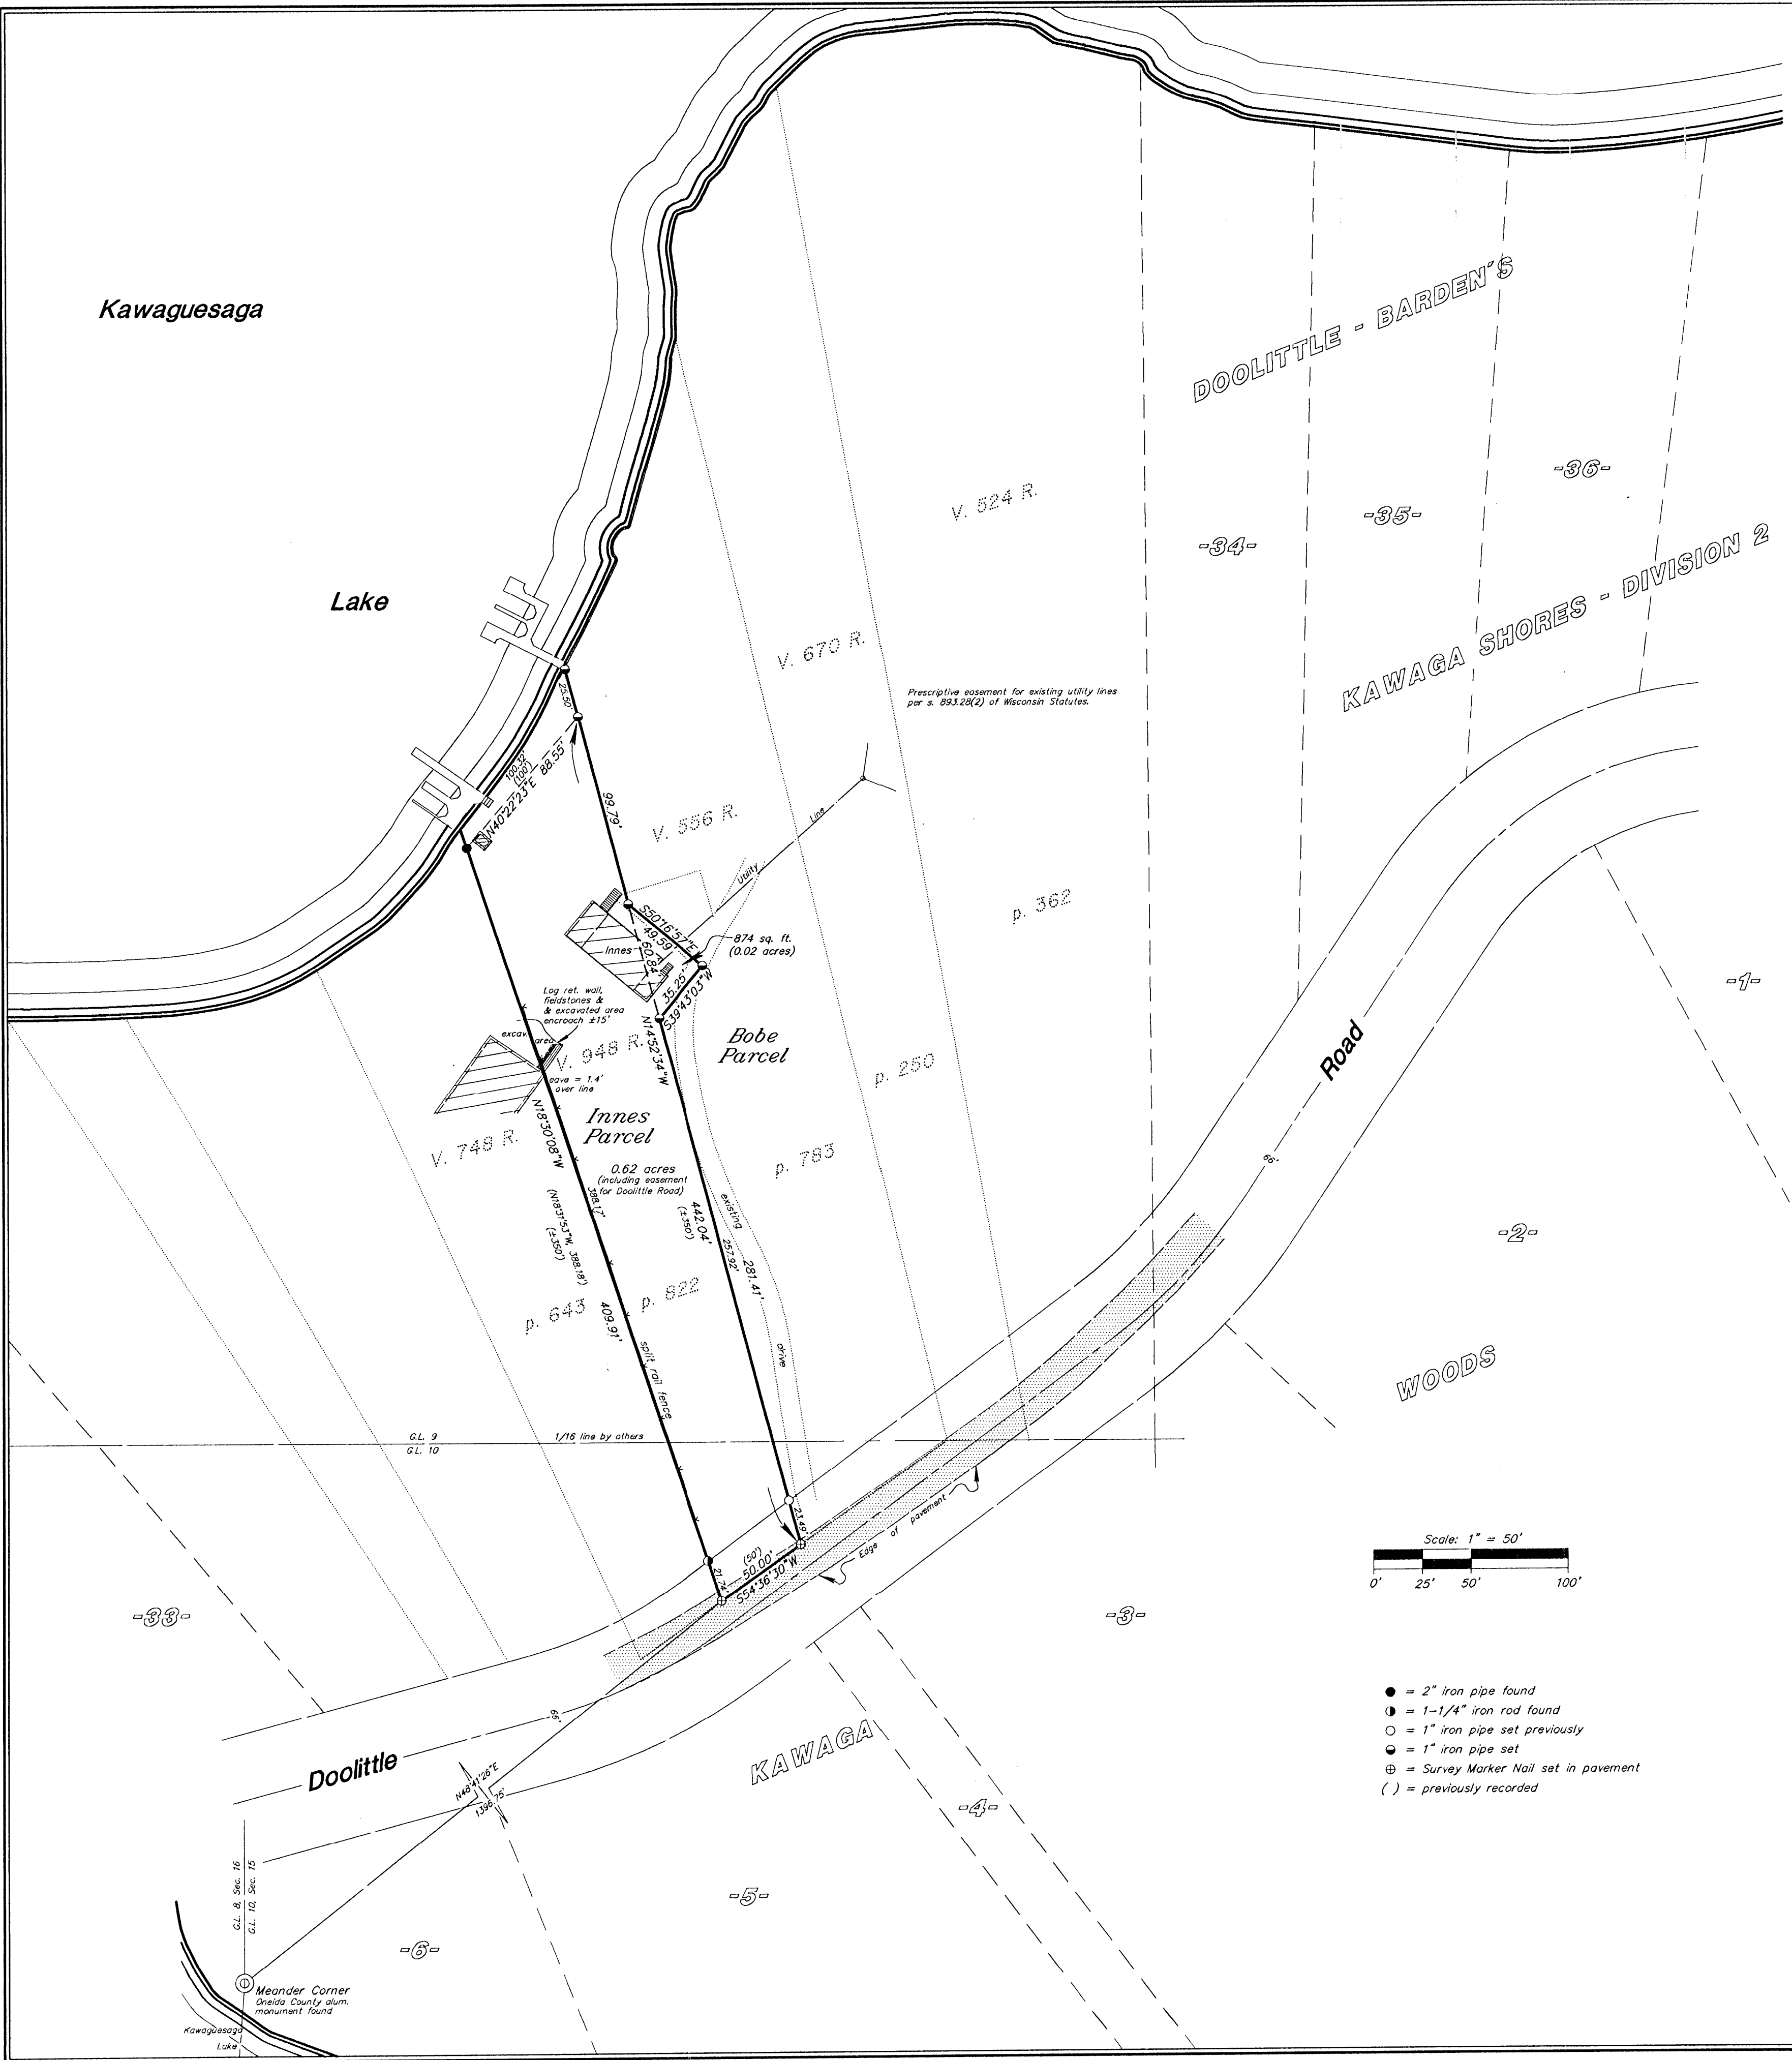 Kawaguesaga
Lake
DOOLITTLE - BARDEN'S
KAWAGA SHORES - DIVISION 2
-34-
-35-
-36-
V. 524 R.
p. 362
V. 670 R.
p. 250
V. 556 R.
p. 783
Prescriptive easement for existing utility lines
per s. 893.28(2) of Wisconsin Statutes.
25.50'
100.32'
(100')
N40°22'23"E 88.55'
99.79'
Utility
Line
S50°16'57"E
49.59'
60.84'
Innes
874 sq. ft.
(0.02 acres)
35.25'
S39°43'03"W
N14°52'34"W
Log ret. wall,
fieldstones &
& excavated area
encroach ±15'
excav. area
eave = 1.4'
over line
V. 948 R.
p. 822
Bobe
Parcel
Innes
Parcel
0.62 acres
(including easement
for Doolittle Road)
V. 748 R.
p. 643
N18°30'08"W
(N18°31'53"W, 388.18')
(±350')
388.17'
409.91'
split rail fence
442.04'
(±350')
257.92'
281.41'
existing
drive
G.L. 9
G.L. 10
1/16 line by others
23.49'
(50')
50.00'
S54°36'30"W
21.74'
Edge of pavement
Road
66'
-1-
-2-
WOODS
-3-
Scale: 1" = 50'
0' 25' 50' 100'
● = 2" iron pipe found
◑ = 1-1/4" iron rod found
○ = 1" iron pipe set previously
◒ = 1" iron pipe set
⊕ = Survey Marker Nail set in pavement
( ) = previously recorded
-33-
66'
Doolittle
N48°41'26"E
1396.75'
KAWAGA
-4-
-5-
-6-
G.L. 8, Sec. 16
G.L. 10, Sec. 15
Meander Corner
Oneida County alum.
monument found
Kawaguesaga
Lake